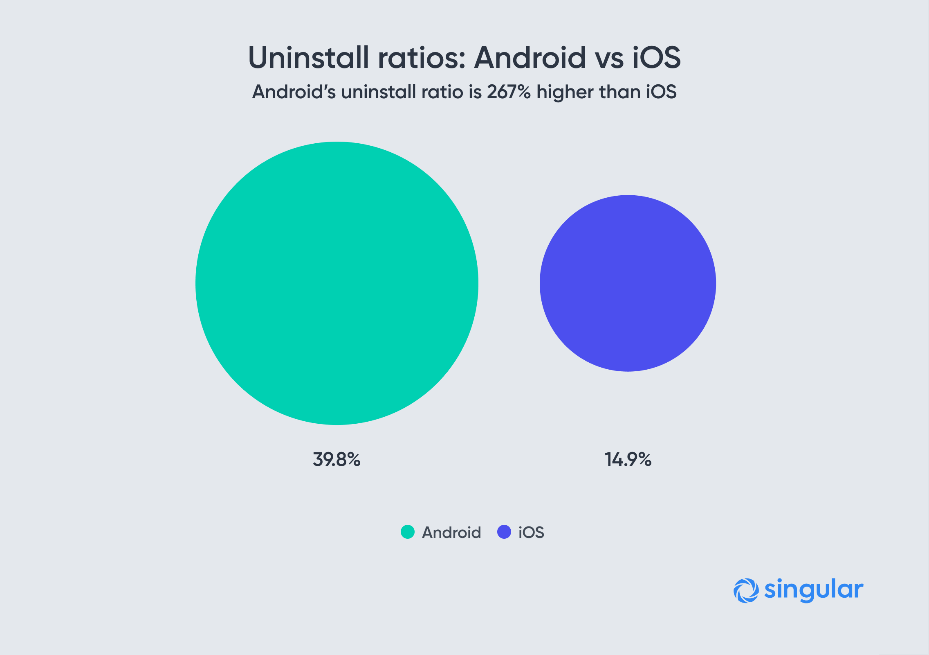 Uninstall ratios: Android vs iOS
Android’s uninstall ratio is 267% higher than iOS
39.8% 14.9%
Android iOS
singular